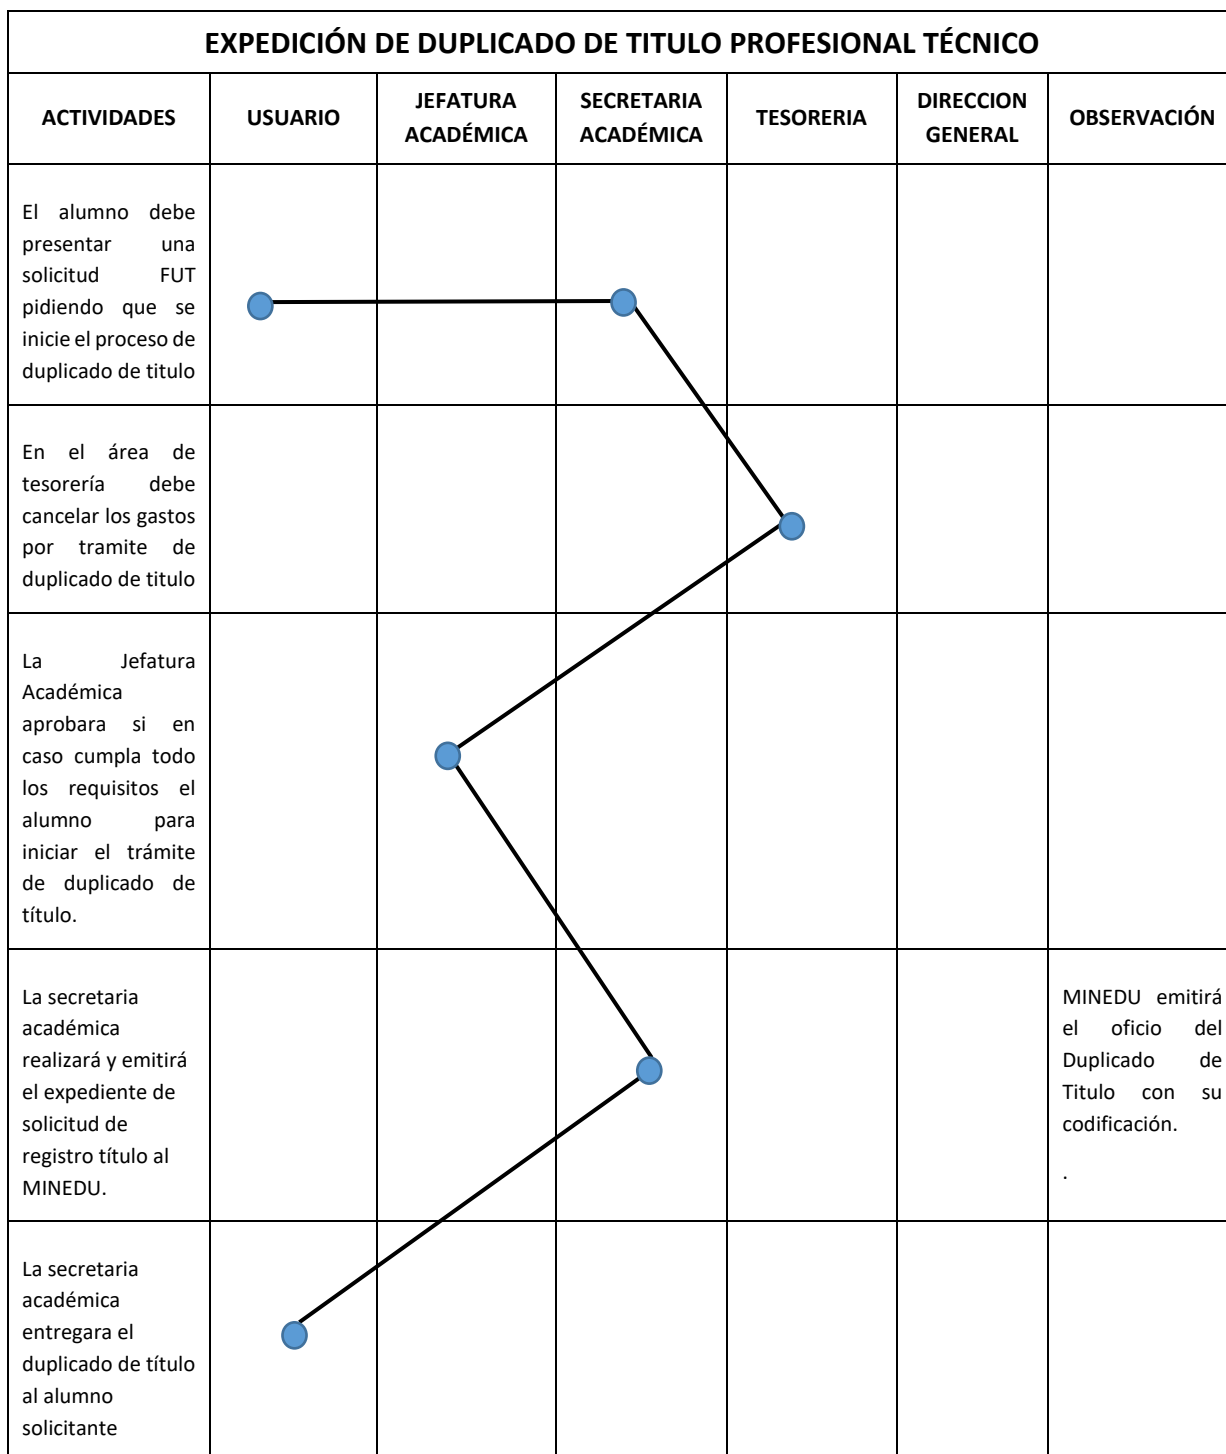 EXPEDICIÓN DE DUPLICADO DE TITULO PROFESIONAL TÉCNICO
ACTIVIDADES
USUARIO
JEFATURA
ACADÉMICA
SECRETARIA
ACADÉMICA
TESORERIA
DIRECCION
GENERAL
OBSERVACIÓN
El alumno debe
presentar una
solicitud FUT
pidiendo que se
inicie el proceso de
duplicado de titulo
En el área de
tesorería debe
cancelar los gastos
por tramite de
duplicado de titulo
La Jefatura
Académica
aprobara si en
caso cumpla todo
los requisitos el
alumno para
iniciar el trámite
de duplicado de
título.
La secretaria
académica
realizará y emitirá
el expediente de
solicitud de
registro título al
MINEDU.
MINEDU emitirá
el oficio del
Duplicado de
Titulo con su
codificación.
.
La secretaria
académica
entregara el
duplicado de título
al alumno
solicitante